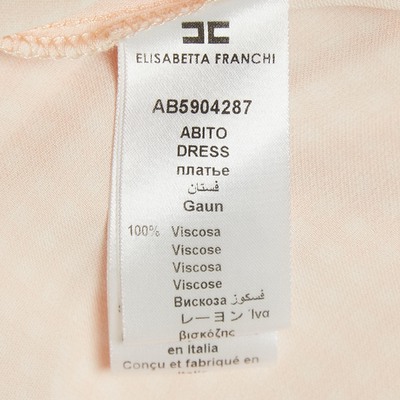 ELISABETTA FRANCHI
AB5904287
ABITO
DRESS
платье
فستان
Gaun
100% Viscosa
Viscose
Viscosa
Viscose
Вискоза فسكوز
レーヨン Ίνα
βισκόζης
en italia
Conçu et fabriqué en